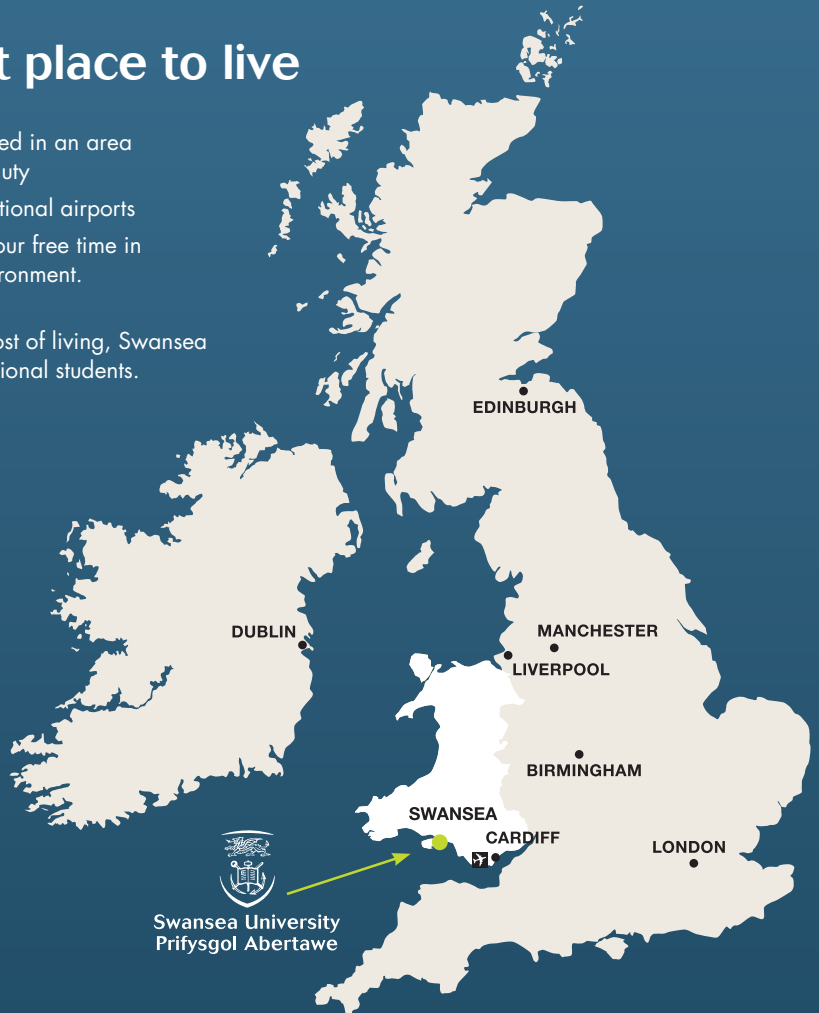 t place to live
ed in an area
uty
tional airports
our free time in
ronment.
ost of living, Swansea
ional students.
EDINBURGH
DUBLIN
MANCHESTER
LIVERPOOL
BIRMINGHAM
SWANSEA
CARDIFF
LONDON
Swansea University
Prifysgol Abertawe